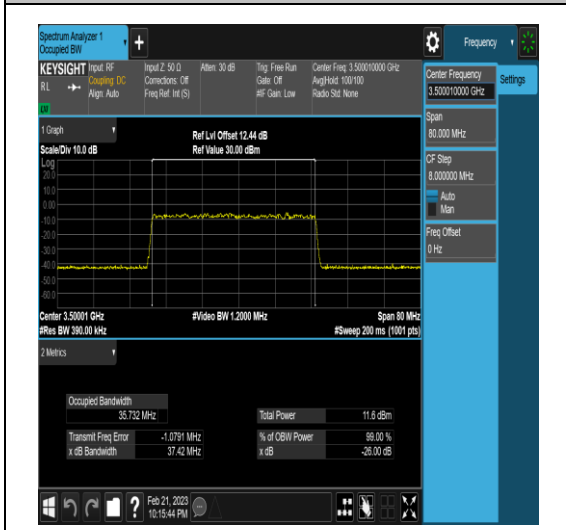 Spectrum Analyzer 1
Occupied BW
Frequency
KEYSIGHT
Input: RF
Input Z: 50 Ω
Atten: 30 dB
Trig: Free Run
Center Freq: 3.500010000 GHz
RL
Coupling: DC
Corrections: Off
Gate: Off
Avg|Hold: 100/100
Align: Auto
Freq Ref: Int (S)
#IF Gain: Low
Radio Std: None
Center Frequency
3.500010000 GHz
Settings
Span
80.000 MHz
CF Step
8.000000 MHz
Auto
Man
Freq Offset
0 Hz
1 Graph
Ref Lvl Offset 12.44 dB
Scale/Div 10.0 dB
Ref Value 30.00 dBm
Log
20.0
10.0
0.00
-10.0
-20.0
-30.0
-40.0
-50.0
-60.0
Center 3.50001 GHz
#Video BW 1.2000 MHz
Span 80 MHz
#Res BW 390.00 kHz
#Sweep 200 ms (1001 pts)
2 Metrics
Occupied Bandwidth
35.732 MHz
Total Power
11.6 dBm
Transmit Freq Error
-1.0791 MHz
% of OBW Power
99.00 %
x dB Bandwidth
37.42 MHz
x dB
-26.00 dB
?
Feb 21, 2023
10:15:44 PM